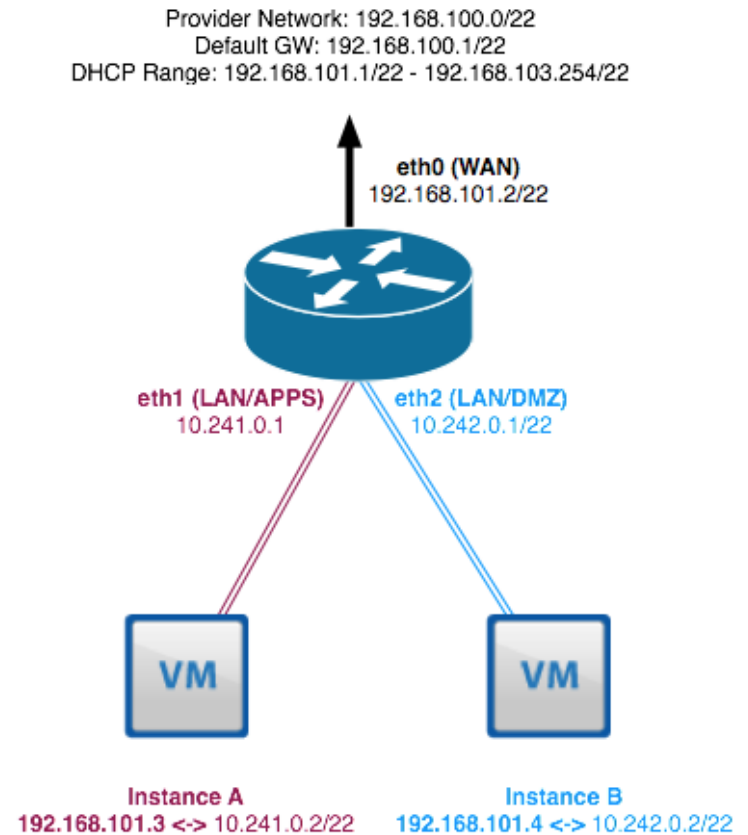 Provider Network: 192.168.100.0/22
Default GW: 192.168.100.1/22
DHCP Range: 192.168.101.1/22 - 192.168.103.254/22
eth0 (WAN)
192.168.101.2/22
eth1 (LAN/APPS)
10.241.0.1
eth2 (LAN/DMZ)
10.242.0.1/22
VM
VM
Instance A
192.168.101.3 <-> 10.241.0.2/22
Instance B
192.168.101.4 <-> 10.242.0.2/22